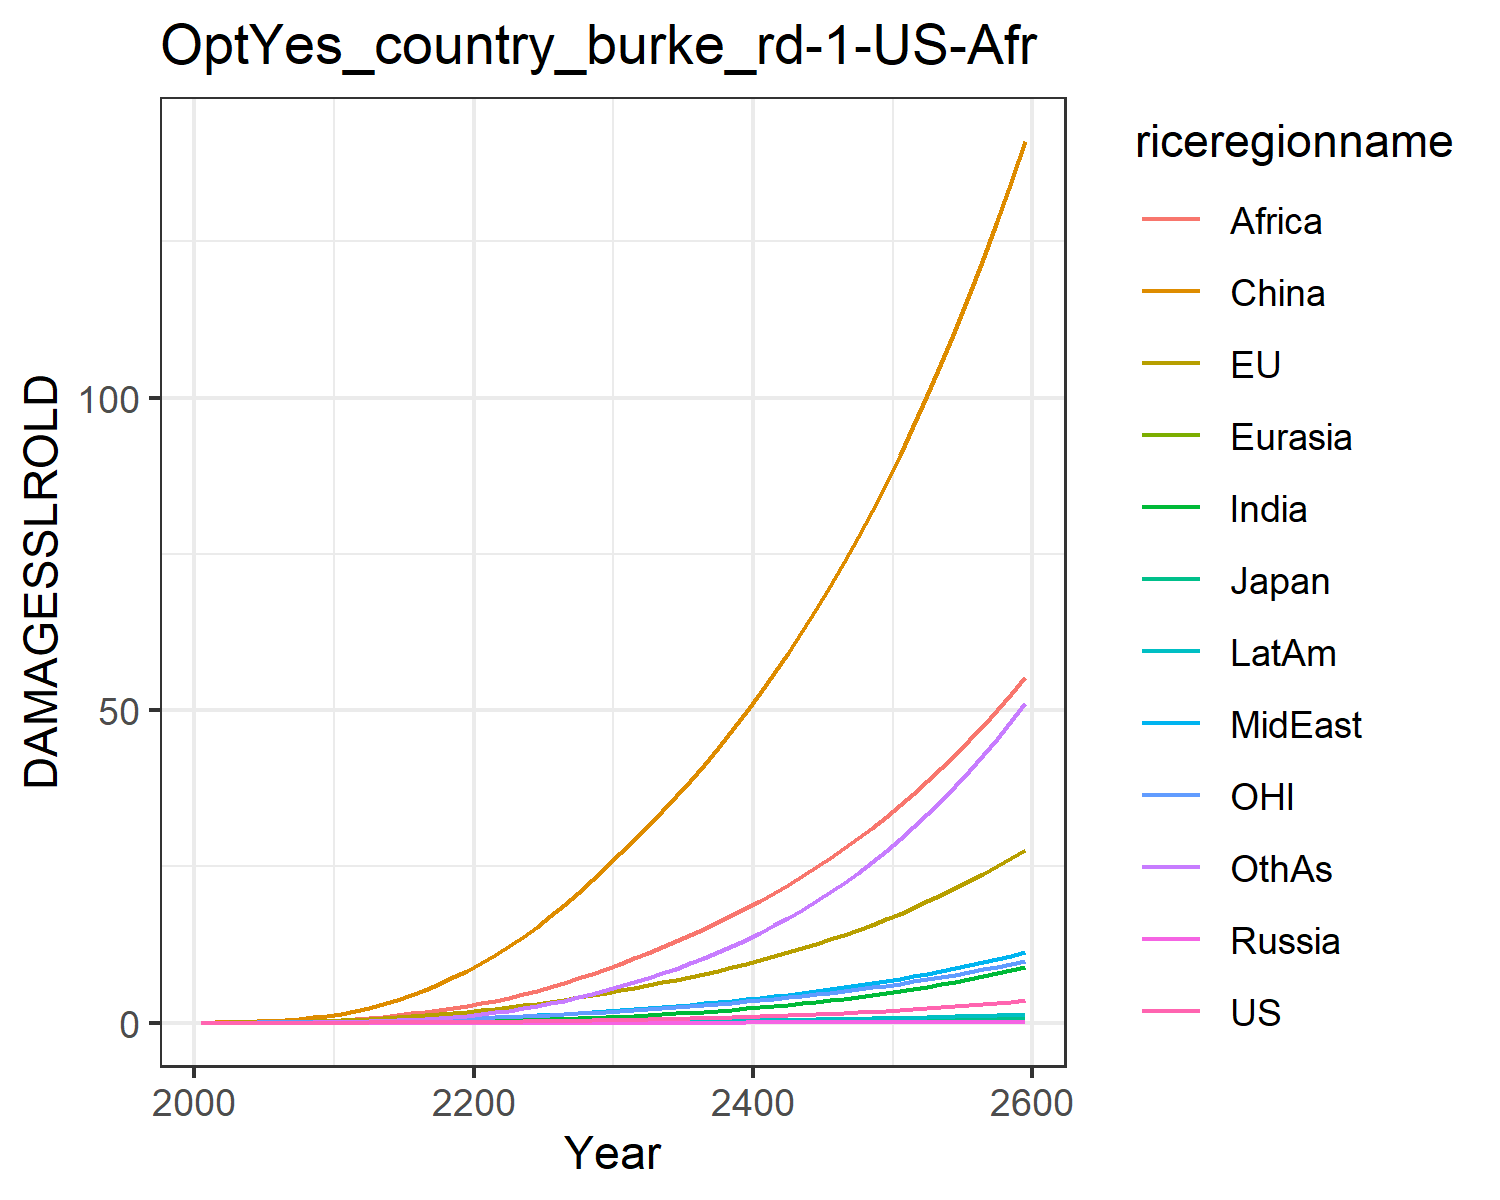 OptYes_country_burke_rd-1-US-Afr
DAMAGESSLROLD
100
50
0
2000 2200 2400 2600
Year
riceregionname
Africa
China
EU
Eurasia
India
Japan
LatAm
MidEast
OHI
OthAs
Russia
US